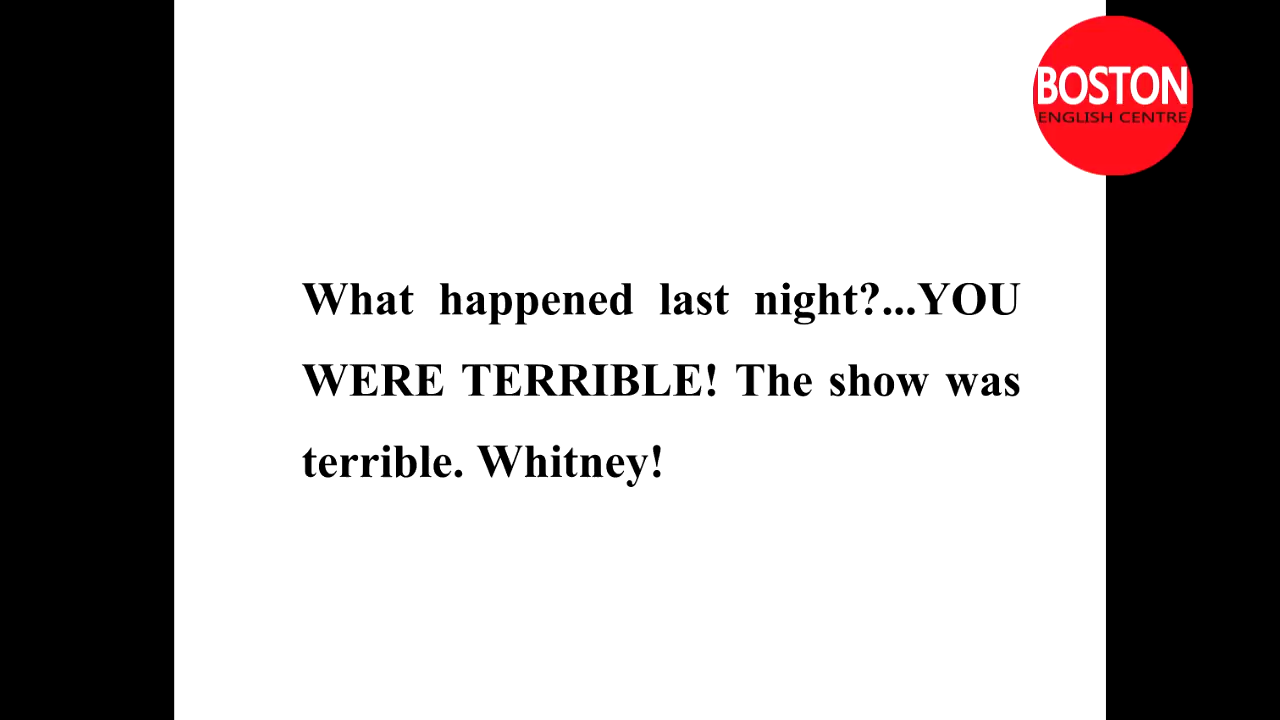 BOSTON
ENGLISH CENTRE
What happened last night?...YOU
WERE TERRIBLE! The show was
terrible. Whitney!